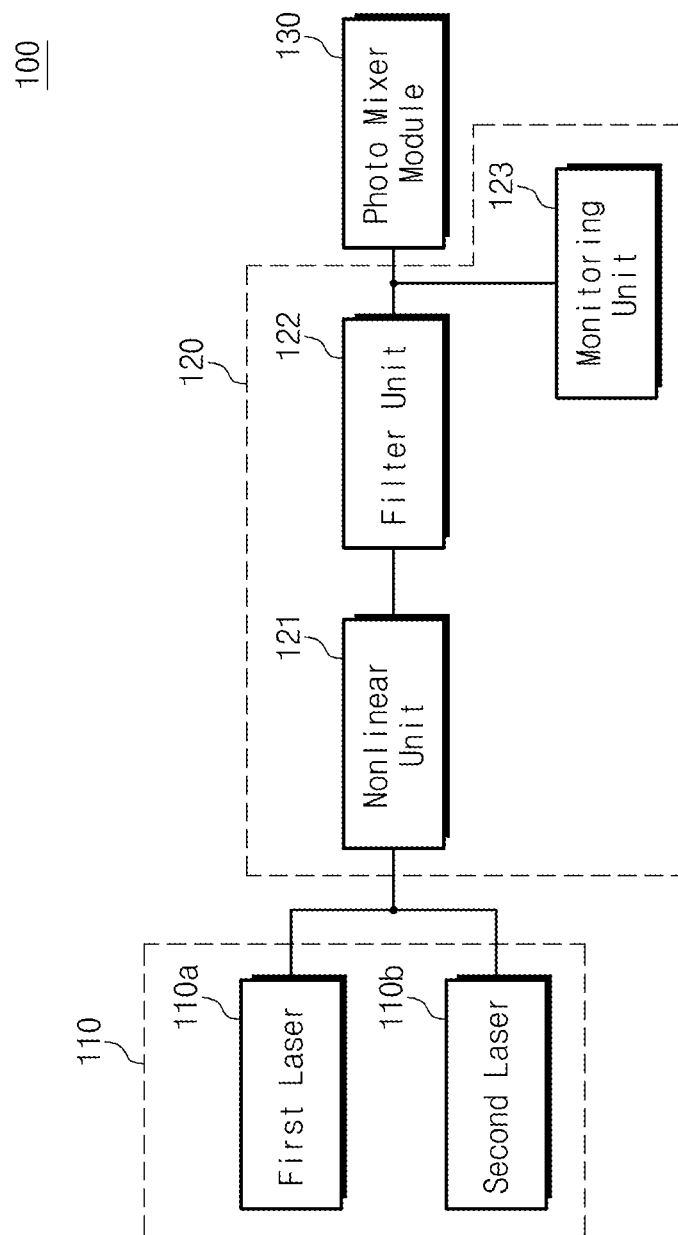 100
110
110a
First Laser
110b
Second Laser
120
121
Nonlinear
Unit
122
Filter Unit
123
Monitoring
Unit
130
Photo Mixer
Module